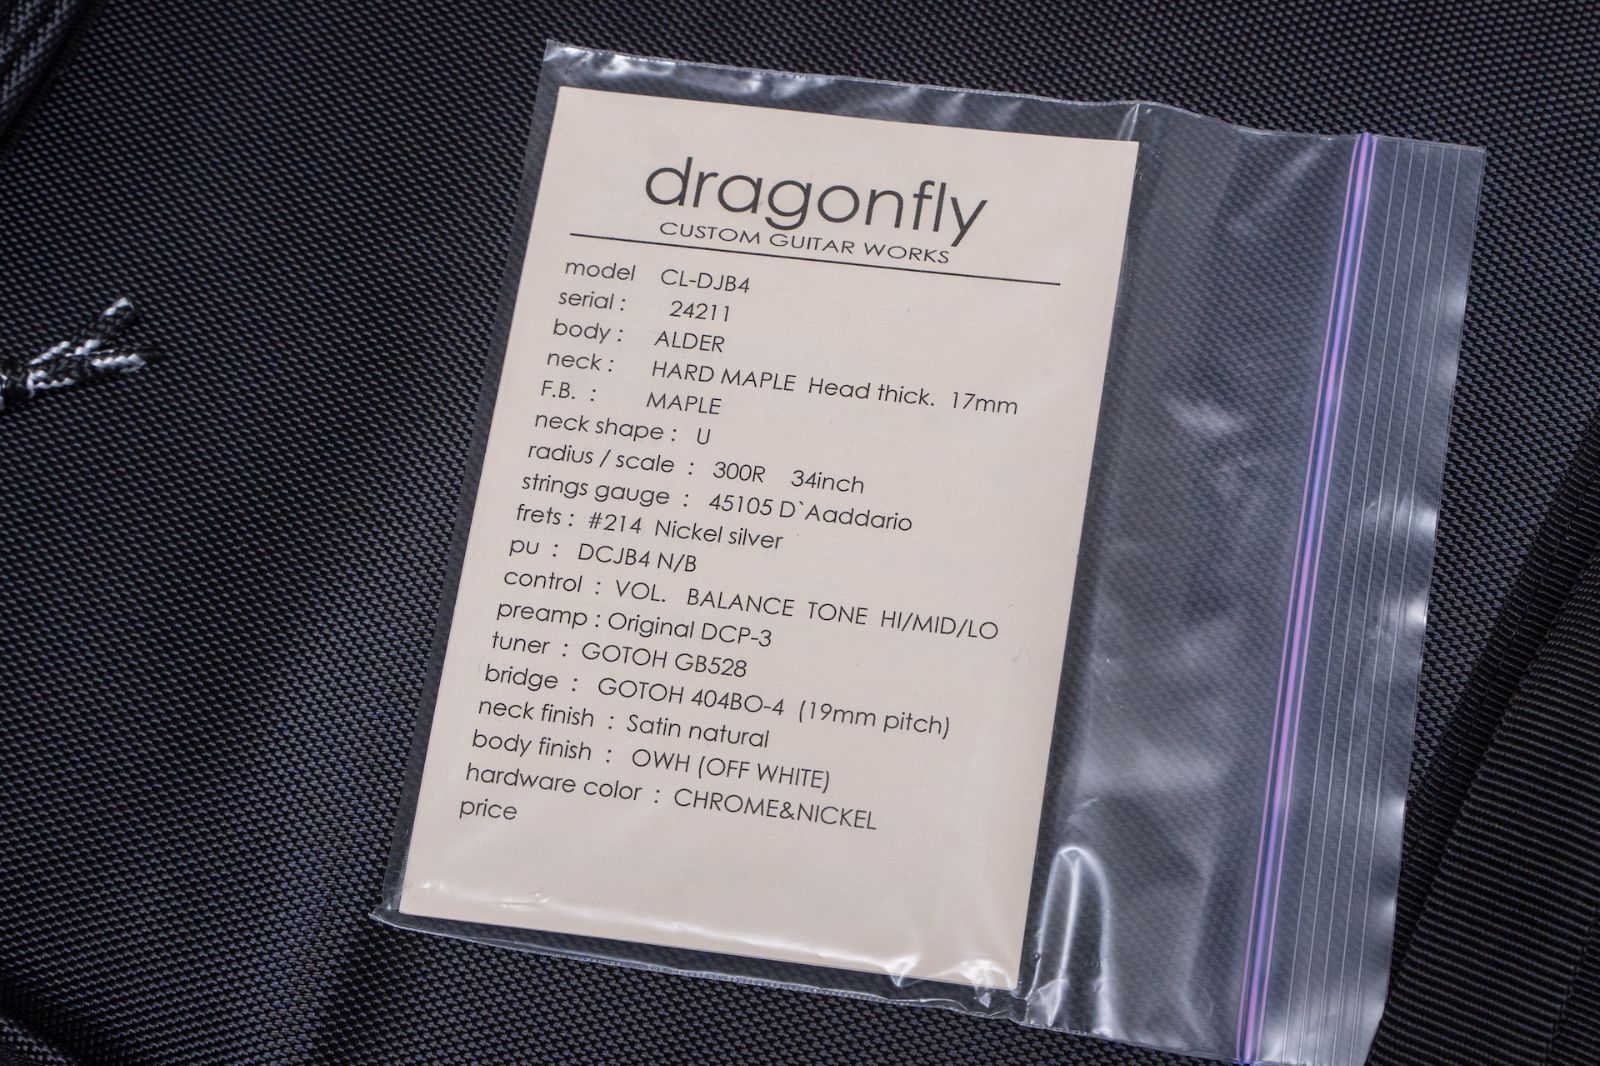 dragonfly
CUSTOM GUITAR WORKS
model CL-DJB4
serial : 24211
body : ALDER
neck : HARD MAPLE Head thick. 17mm
F.B. : MAPLE
neck shape : U
radius / scale : 300R 34inch
strings gauge : 45105 D`Aaddario
frets : #214 Nickel silver
pu : DCJB4 N/B
control : VOL. BALANCE TONE HI/MID/LO
preamp : Original DCP-3
tuner : GOTOH GB528
bridge : GOTOH 404BO-4 (19mm pitch)
neck finish : Satin natural
body finish : OWH (OFF WHITE)
hardware color : CHROME&NICKEL
price